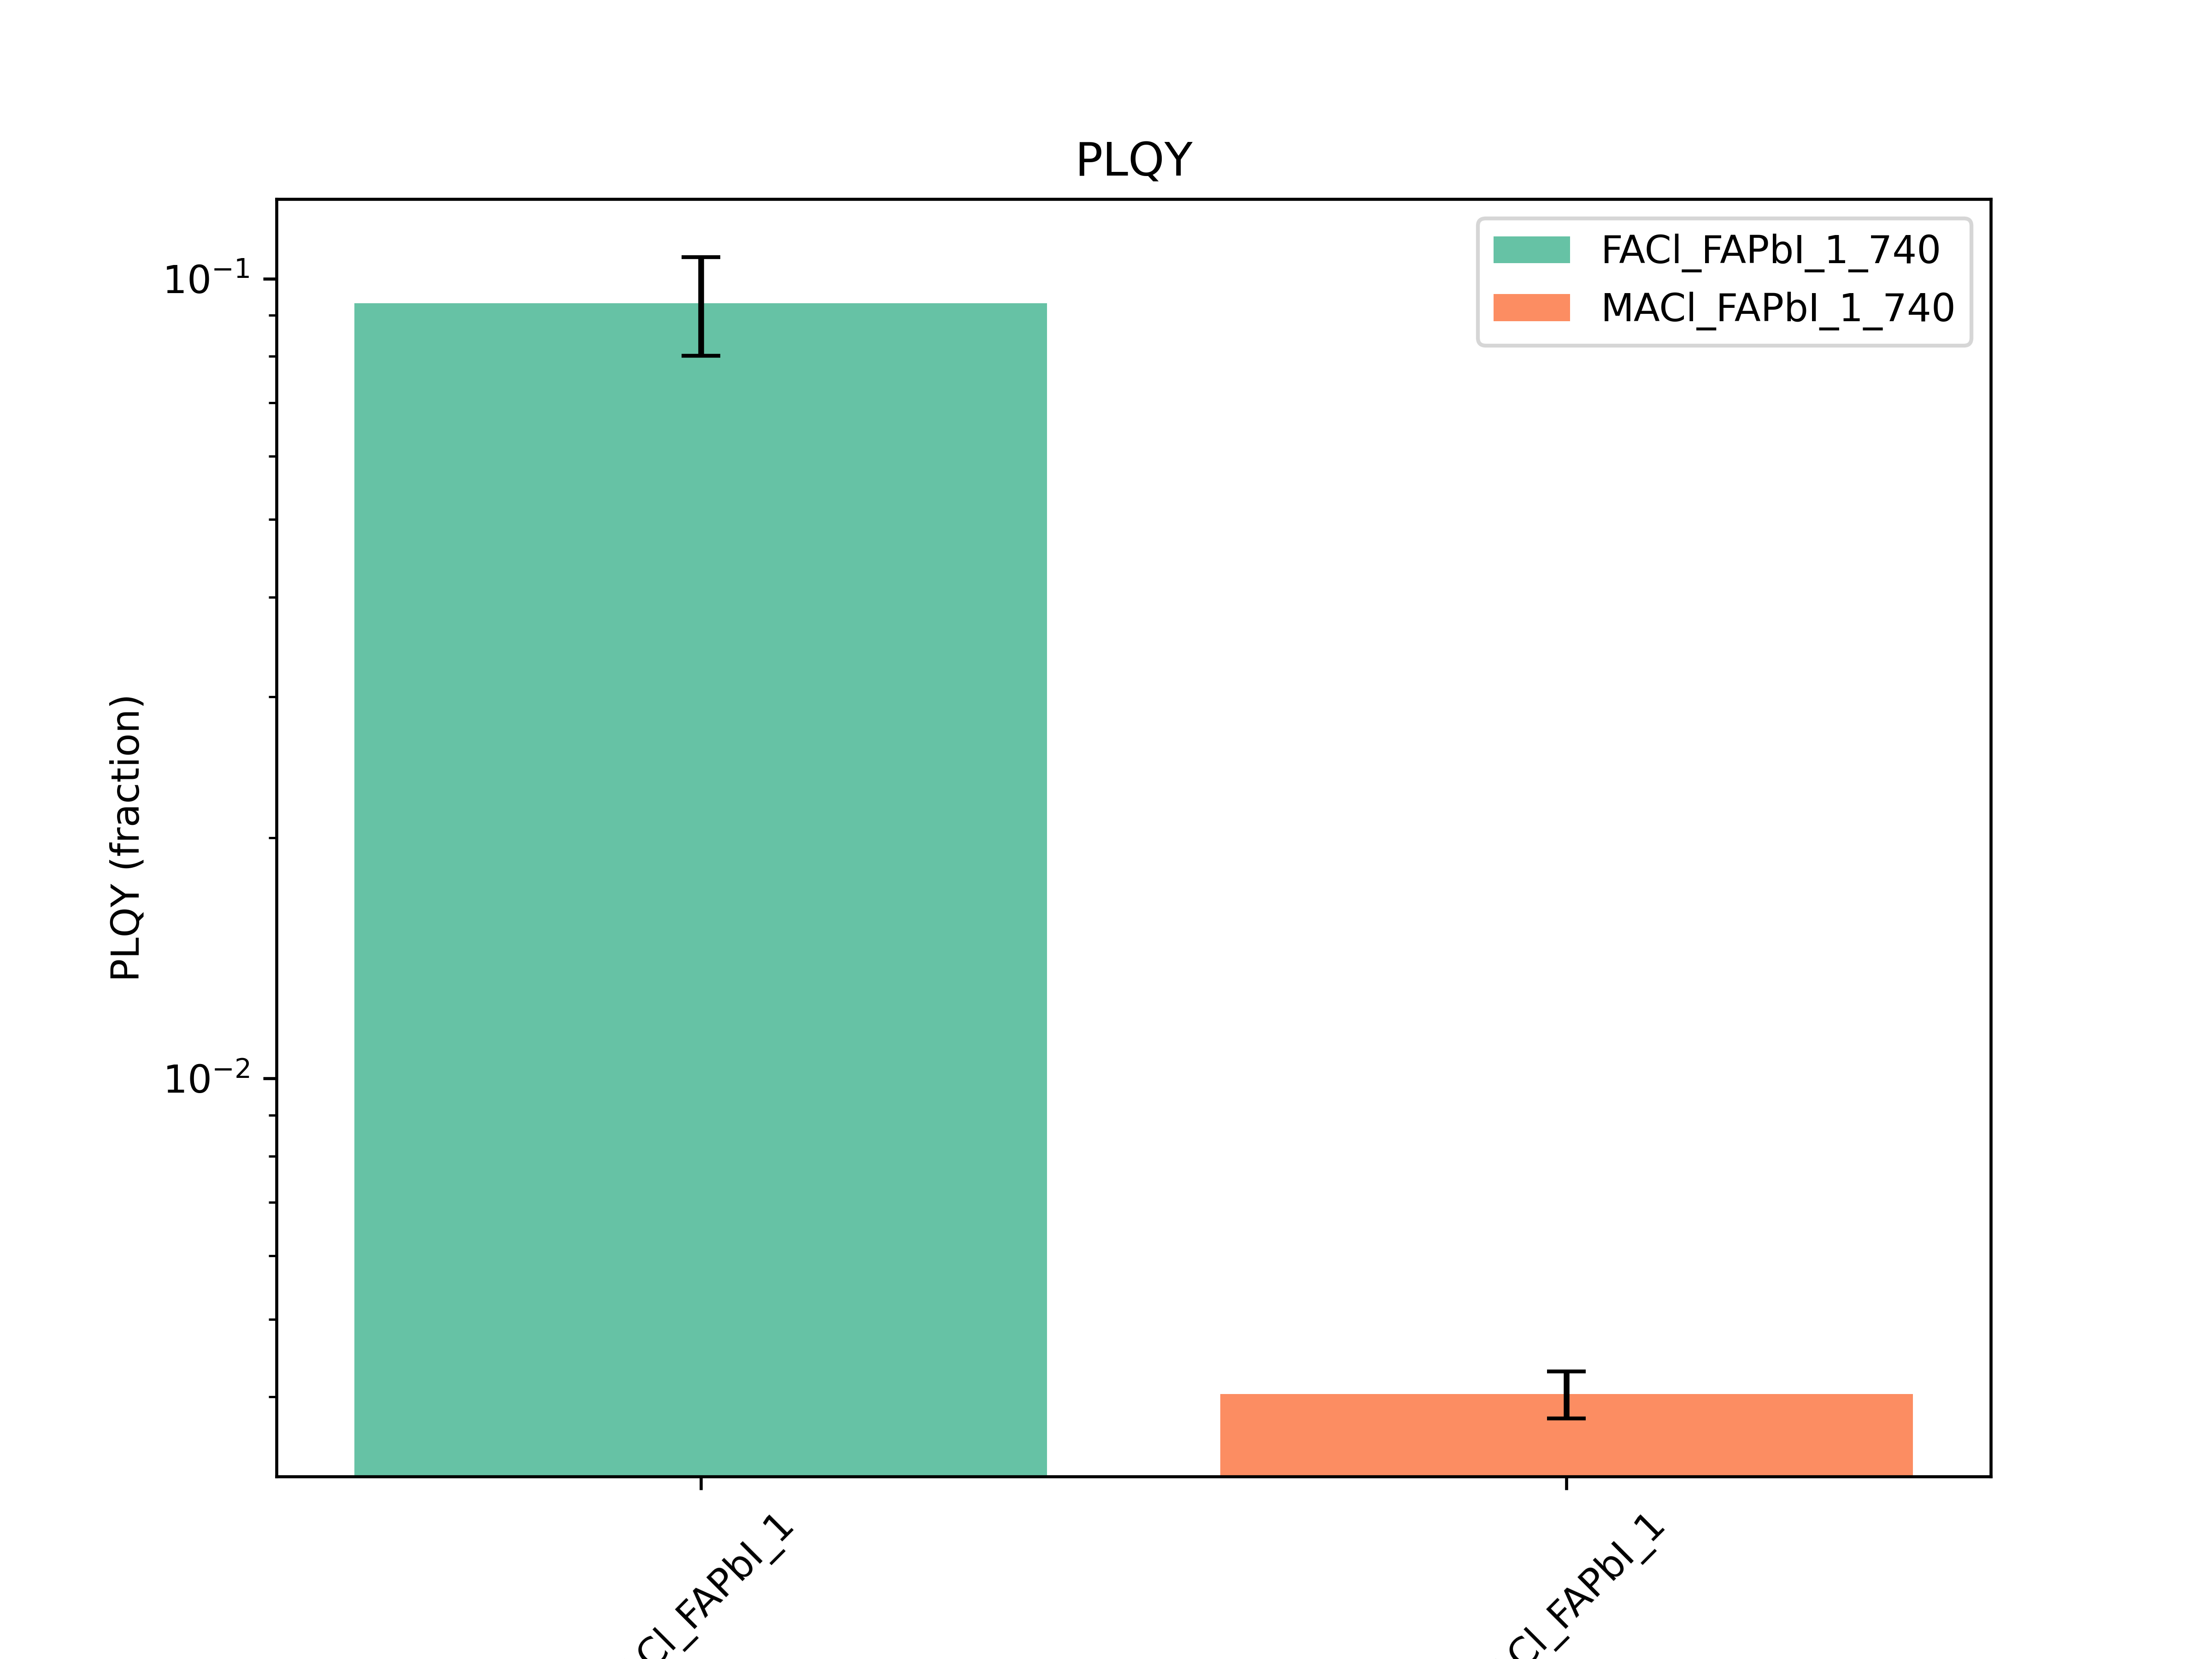 PLQY
FACl_FAPbI_1_740
MACl_FAPbI_1_740
10⁻¹
10⁻²
PLQY (fraction)
Cl_FAPbI_1
Cl_FAPbI_1